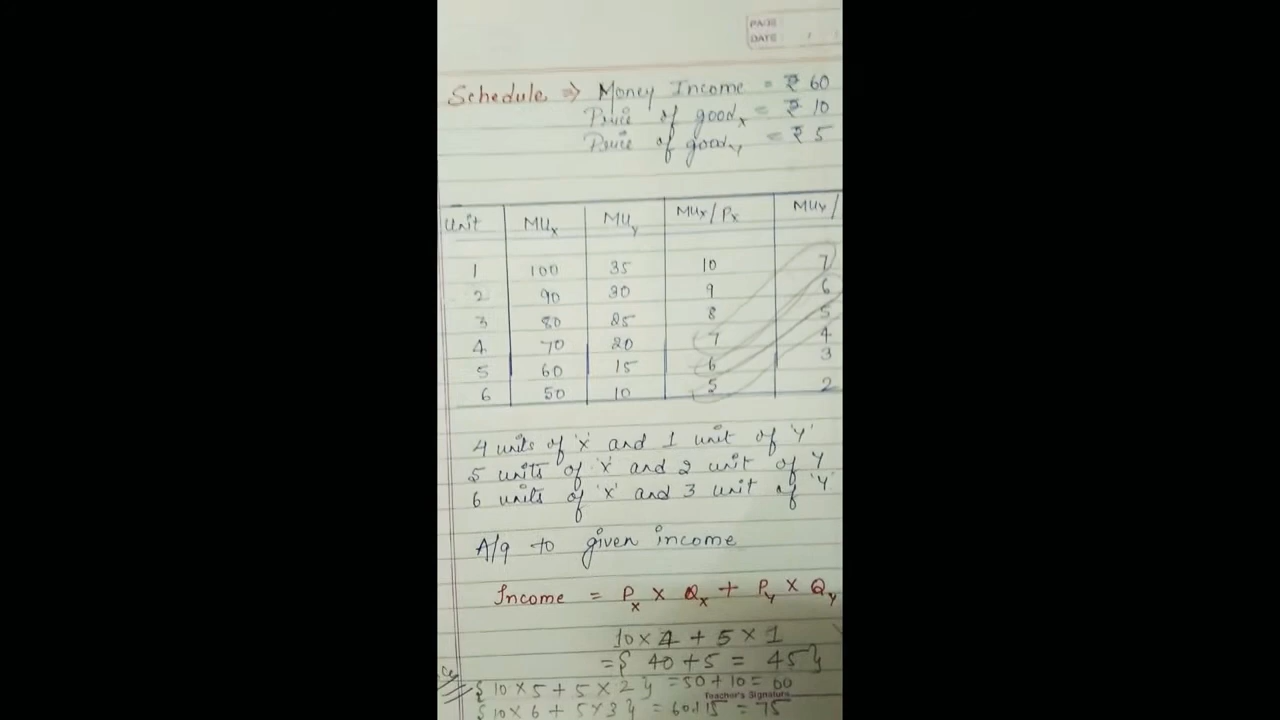 PAGE
DATE / /
Schedule ⇒ Money Income = ₹ 60
Price of good x = ₹ 10
Price of good y = ₹ 5
Unit MUx MUy MUx/Px MUy/
1 100 35 10 7
2 90 30 9 6
3 80 25 8 5
4 70 20 7 4
5 60 15 6 3
6 50 10 5 2
4 units of 'x' and 1 unit of 'Y'
5 units of 'x' and 2 unit of Y
6 units of 'x' and 3 unit of 'Y'
A/q to given income
Income = Px × Qx + Py × Qy
10 × 4 + 5 × 1
= { 40 + 5 = 45 }
{ 10 × 5 + 5 × 2 } = 50 + 10 = 60
Teacher's Signature
{ 10 × 6 + 5 × 3 } = 60+15 = 75